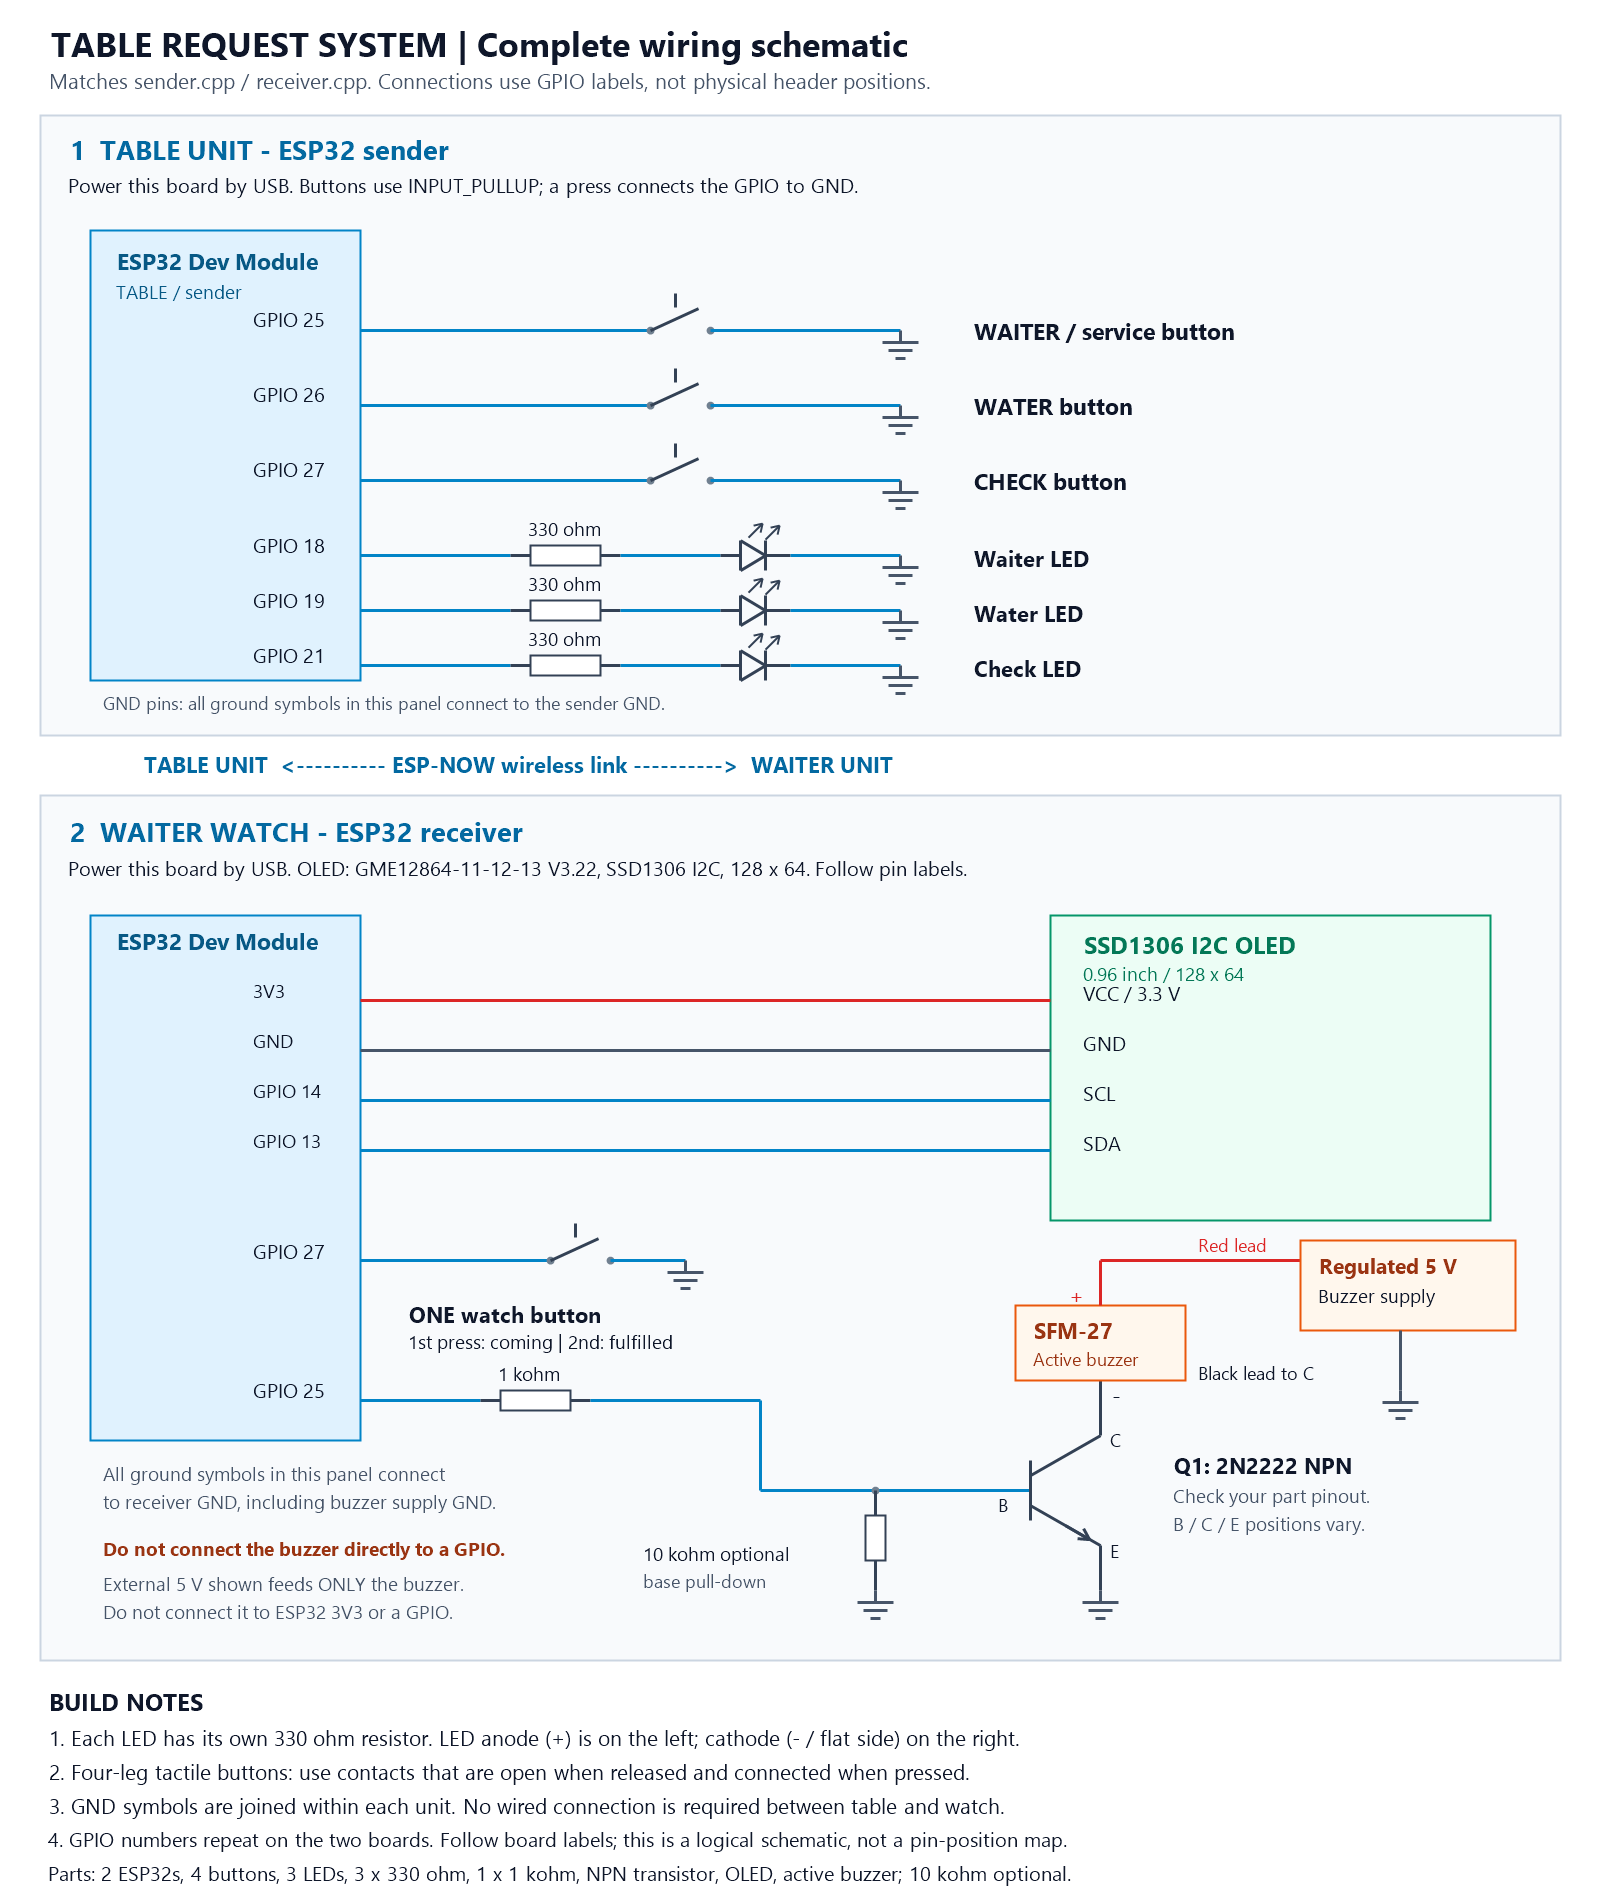 TABLE REQUEST SYSTEM | Complete wiring schematic
Matches sender.cpp / receiver.cpp. Connections use GPIO labels, not physical header positions.
1 TABLE UNIT - ESP32 sender
Power this board by USB. Buttons use INPUT_PULLUP; a press connects the GPIO to GND.
ESP32 Dev Module
TABLE / sender
GPIO 25
WAITER / service button
GPIO 26
WATER button
GPIO 27
CHECK button
330 ohm
GPIO 18
Waiter LED
330 ohm
GPIO 19
Water LED
330 ohm
GPIO 21
Check LED
GND pins: all ground symbols in this panel connect to the sender GND.
TABLE UNIT <---------- ESP-NOW wireless link ----------> WAITER UNIT
2 WAITER WATCH - ESP32 receiver
Power this board by USB. OLED: GME12864-11-12-13 V3.22, SSD1306 I2C, 128 x 64. Follow pin labels.
ESP32 Dev Module
SSD1306 I2C OLED
0.96 inch / 128 x 64
3V3
VCC / 3.3 V
GND
GND
GPIO 14
SCL
GPIO 13
SDA
GPIO 27
Red lead
Regulated 5 V
Buzzer supply
+
ONE watch button
1st press: coming | 2nd: fulfilled
SFM-27
Active buzzer
Black lead to C
1 kohm
GPIO 25
-
C
Q1: 2N2222 NPN
Check your part pinout.
B / C / E positions vary.
B
E
All ground symbols in this panel connect
to receiver GND, including buzzer supply GND.
Do not connect the buzzer directly to a GPIO.
External 5 V shown feeds ONLY the buzzer.
Do not connect it to ESP32 3V3 or a GPIO.
10 kohm optional
base pull-down
BUILD NOTES
1. Each LED has its own 330 ohm resistor. LED anode (+) is on the left; cathode (- / flat side) on the right.
2. Four-leg tactile buttons: use contacts that are open when released and connected when pressed.
3. GND symbols are joined within each unit. No wired connection is required between table and watch.
4. GPIO numbers repeat on the two boards. Follow board labels; this is a logical schematic, not a pin-position map.
Parts: 2 ESP32s, 4 buttons, 3 LEDs, 3 x 330 ohm, 1 x 1 kohm, NPN transistor, OLED, active buzzer; 10 kohm optional.